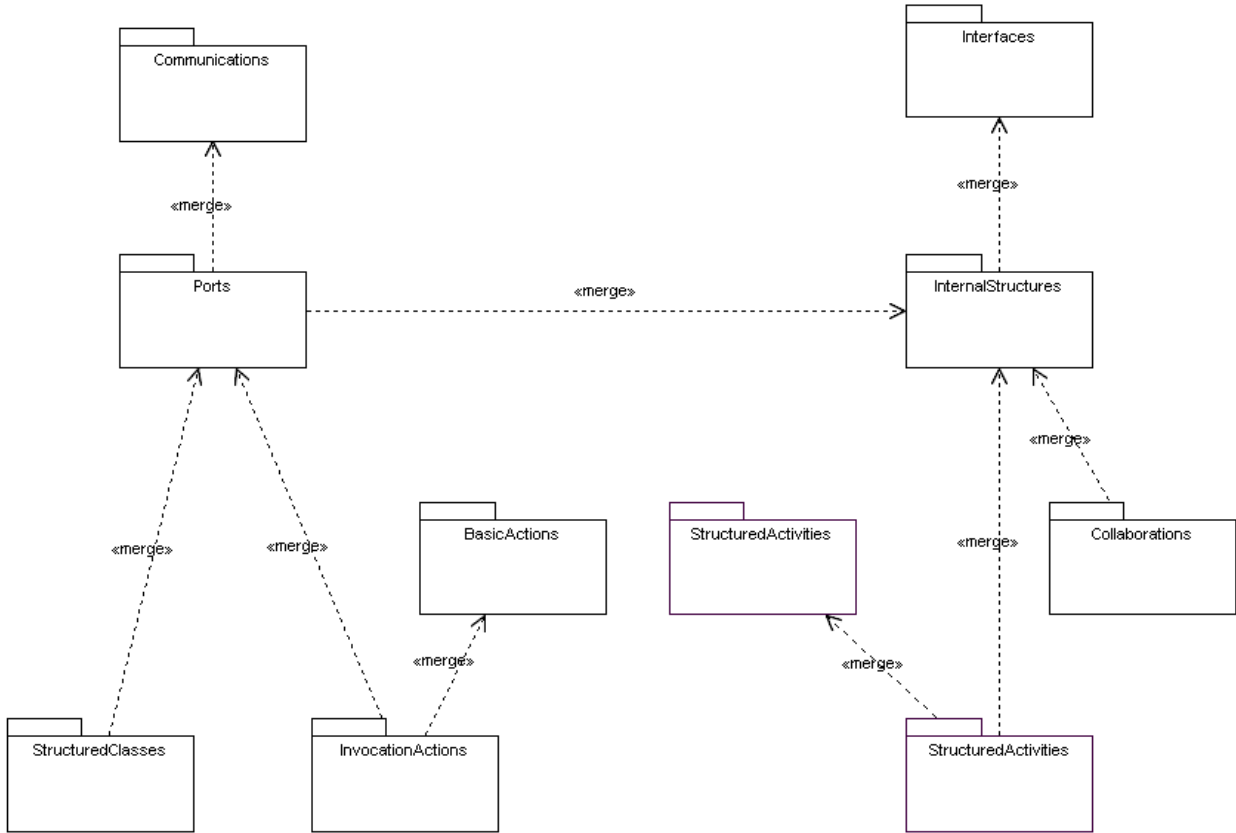 Communications
Interfaces
«merge»
«merge»
Ports
«merge»
InternalStructures
«merge»
BasicActions
StructuredActivities
Collaborations
«merge»
«merge»
«merge»
«merge»
«merge»
StructuredClasses
InvocationActions
StructuredActivities